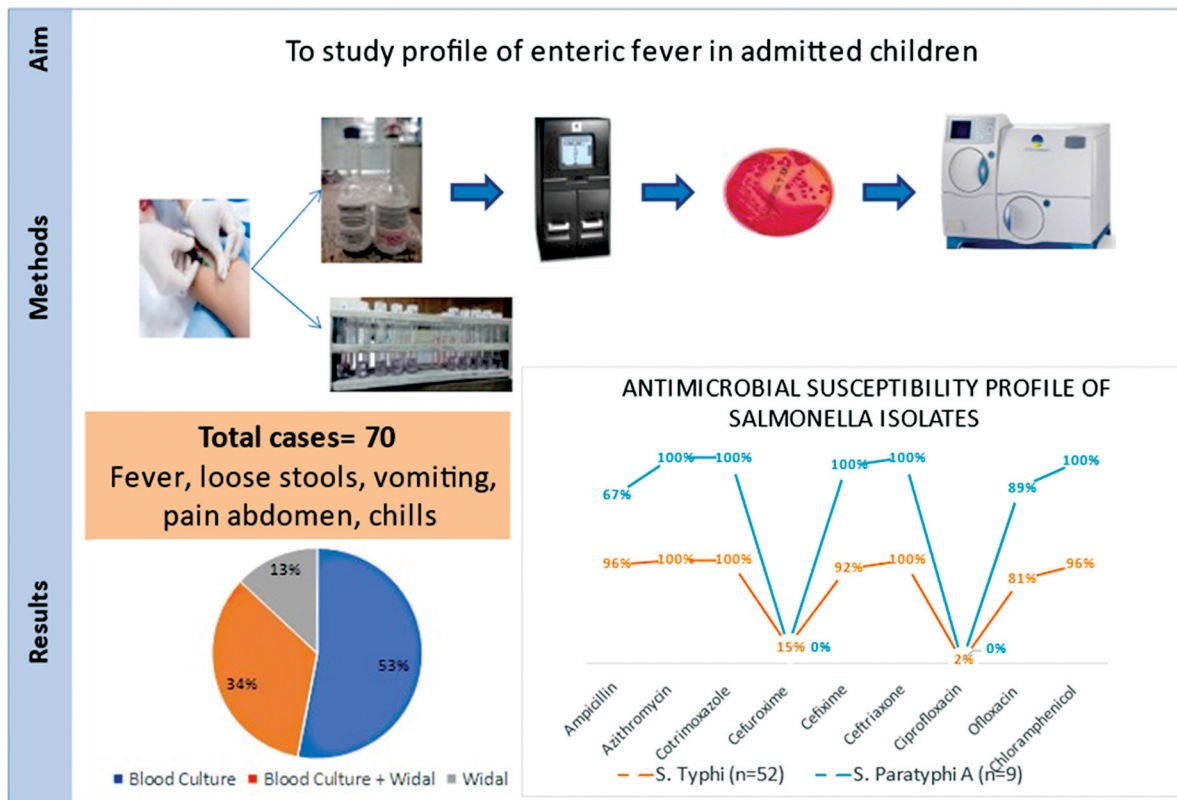 Aim
To study profile of enteric fever in admitted children
Methods
Results
Total cases= 70
Fever, loose stools, vomiting,
pain abdomen, chills
13%
34%
53%
Blood Culture
Blood Culture + Widal
Widal
ANTIMICROBIAL SUSCEPTIBILITY PROFILE OF
SALMONELLA ISOLATES
67%
100%
100%
100%
100%
89%
100%
96%
100%
100%
92%
100%
81%
96%
15%
0%
2%
0%
Ampicillin
Azithromycin
Cotrimoxazole
Cefuroxime
Cefixime
Ceftriaxone
Ciprofloxacin
Ofloxacin
Chloramphenicol
S. Typhi (n=52)
S. Paratyphi A (n=9)